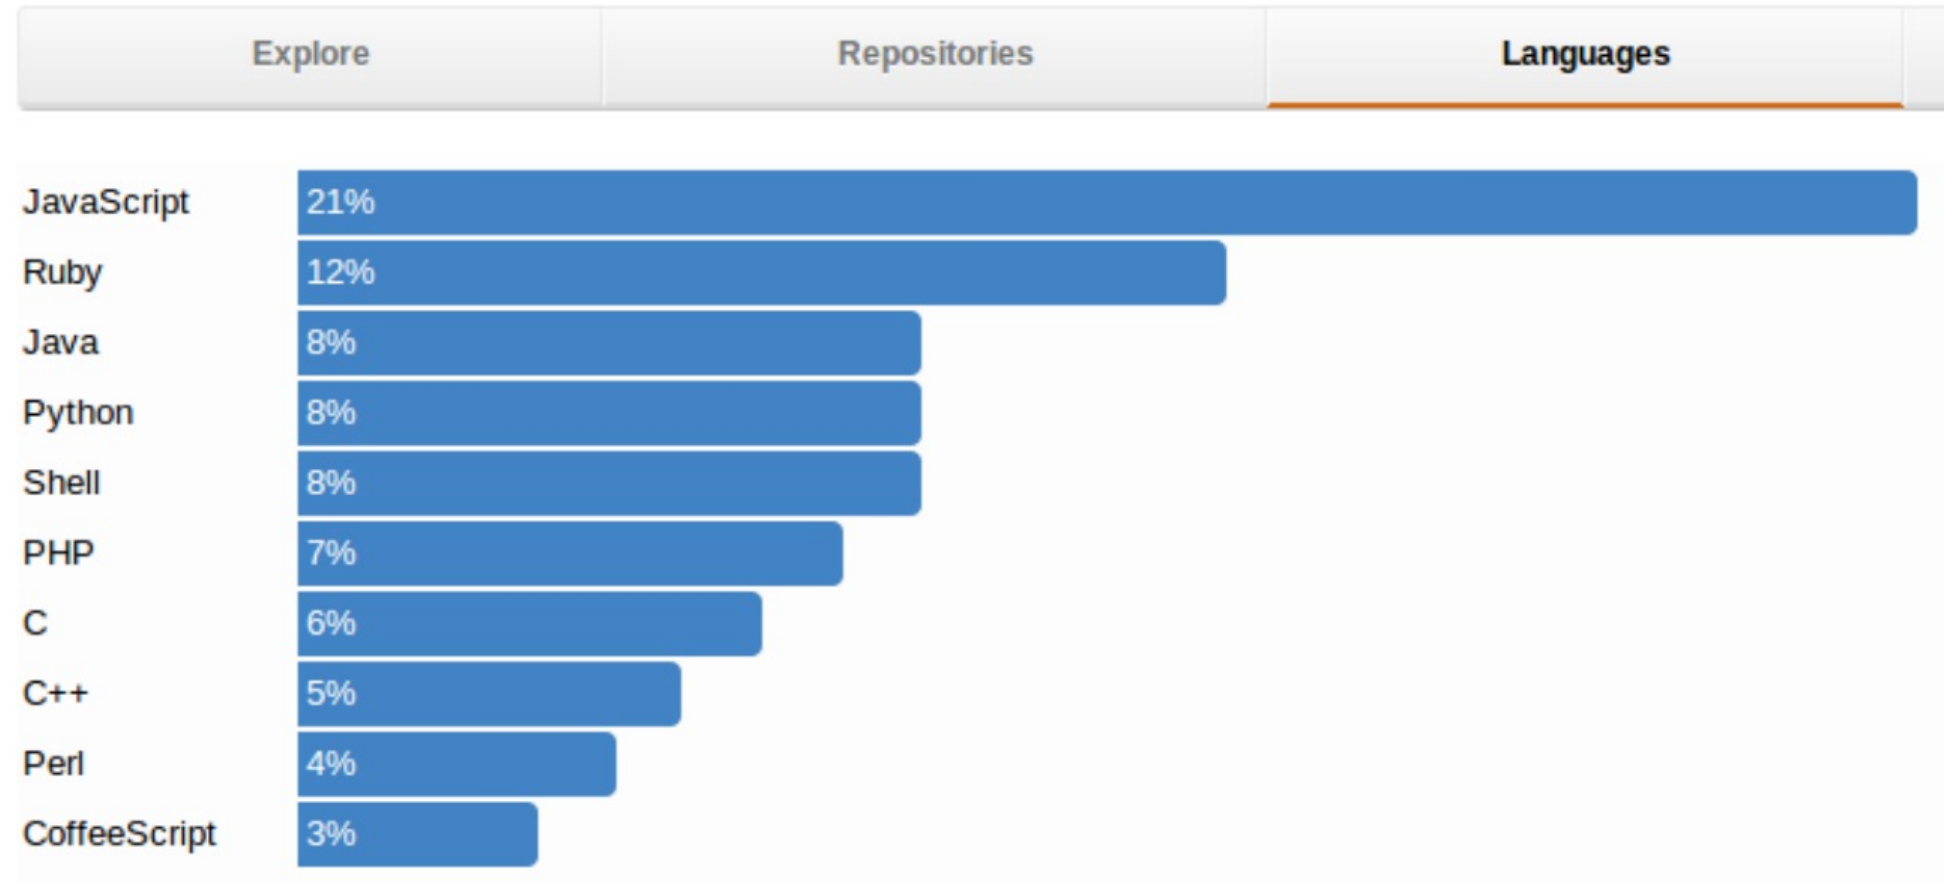 Explore Repositories Languages
JavaScript 21%
Ruby 12%
Java 8%
Python 8%
Shell 8%
PHP 7%
C 6%
C++ 5%
Perl 4%
CoffeeScript 3%